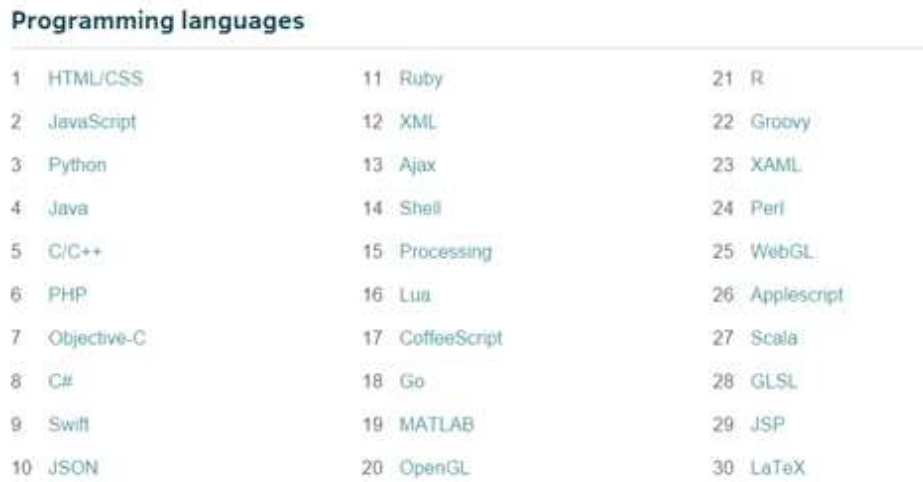 Programming languages
1 HTML/CSS
2 JavaScript
3 Python
4 Java
5 C/C++
6 PHP
7 Objective-C
8 C#
9 Swift
10 JSON
11 Ruby
12 XML
13 Ajax
14 Shell
15 Processing
16 Lua
17 CoffeeScript
18 Go
19 MATLAB
20 OpenGL
21 R
22 Groovy
23 XAML
24 Perl
25 WebGL
26 Applescript
27 Scala
28 GLSL
29 JSP
30 LaTeX